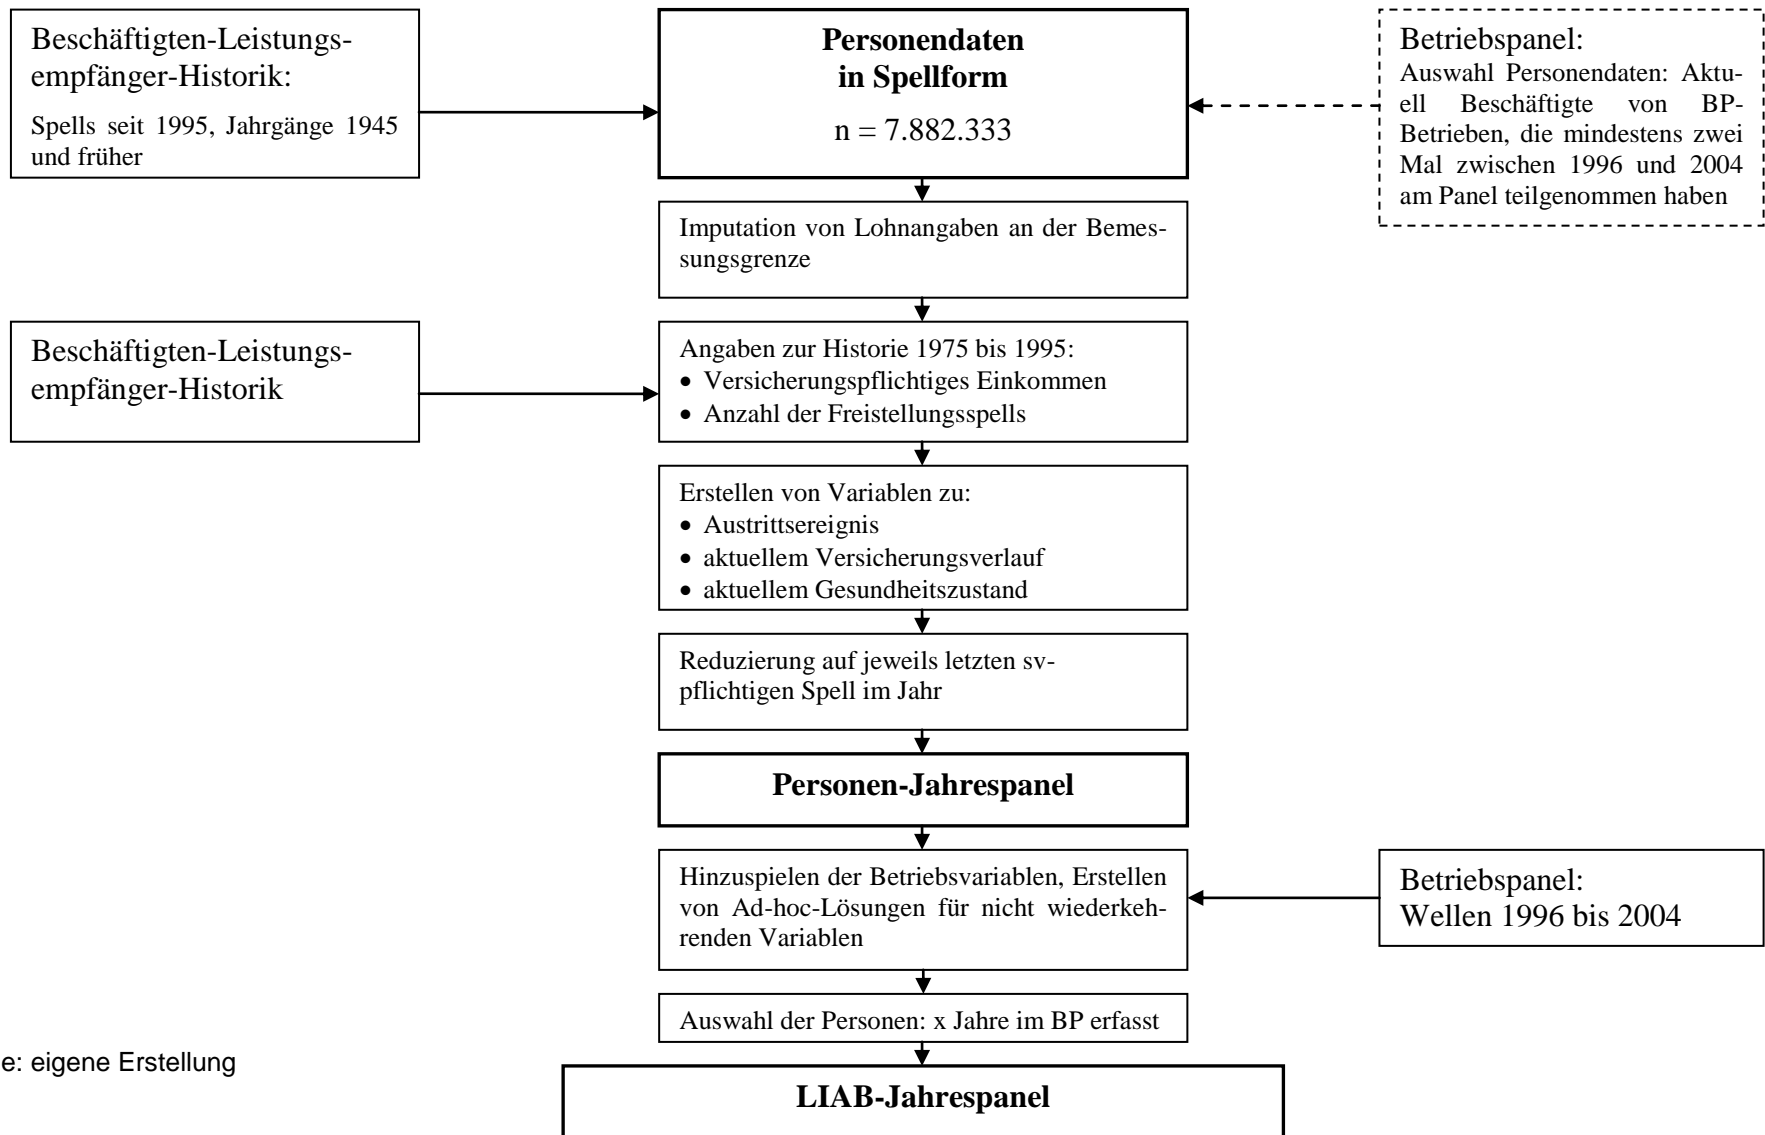 Beschäftigten-Leistungs-
empfänger-Historik:
Spells seit 1995, Jahrgänge 1945
und früher
Personendaten
in Spellform
n = 7.882.333
Betriebspanel:
Auswahl Personendaten: Aktu-
ell Beschäftigte von BP-
Betrieben, die mindestens zwei
Mal zwischen 1996 und 2004
am Panel teilgenommen haben
Imputation von Lohnangaben an der Bemes-
sungsgrenze
Beschäftigten-Leistungs-
empfänger-Historik
Angaben zur Historie 1975 bis 1995:
• Versicherungspflichtiges Einkommen
• Anzahl der Freistellungsspells
Erstellen von Variablen zu:
• Austrittsereignis
• aktuellem Versicherungsverlauf
• aktuellem Gesundheitszustand
Reduzierung auf jeweils letzten sv-
pflichtigen Spell im Jahr
Personen-Jahrespanel
Hinzuspielen der Betriebsvariablen, Erstellen
von Ad-hoc-Lösungen für nicht wiederkeh-
renden Variablen
Betriebspanel:
Wellen 1996 bis 2004
Auswahl der Personen: x Jahre im BP erfasst
e: eigene Erstellung
LIAB-Jahrespanel